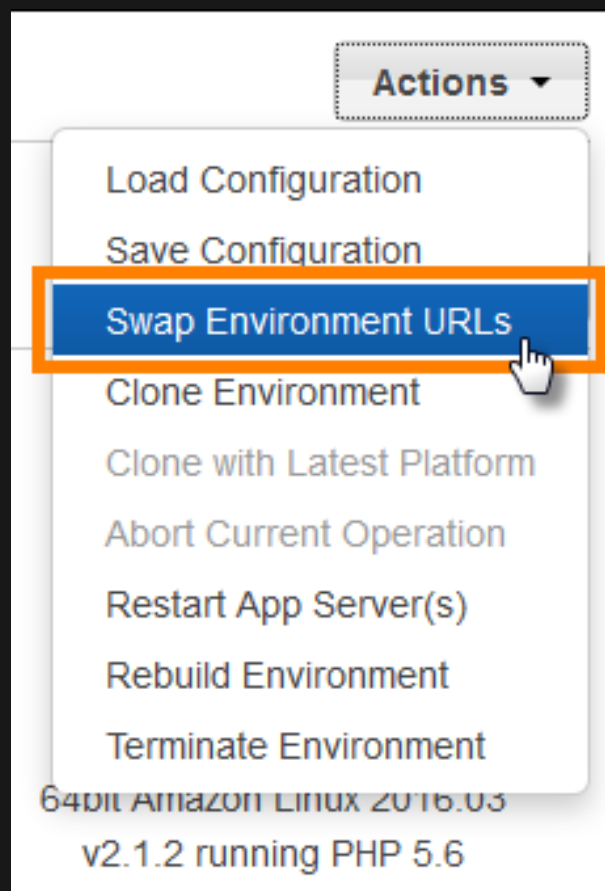 Actions
Load Configuration
Save Configuration
Swap Environment URLs
Clone Environment
Clone with Latest Platform
Abort Current Operation
Restart App Server(s)
Rebuild Environment
Terminate Environment
64bit Amazon Linux 2016.03
v2.1.2 running PHP 5.6